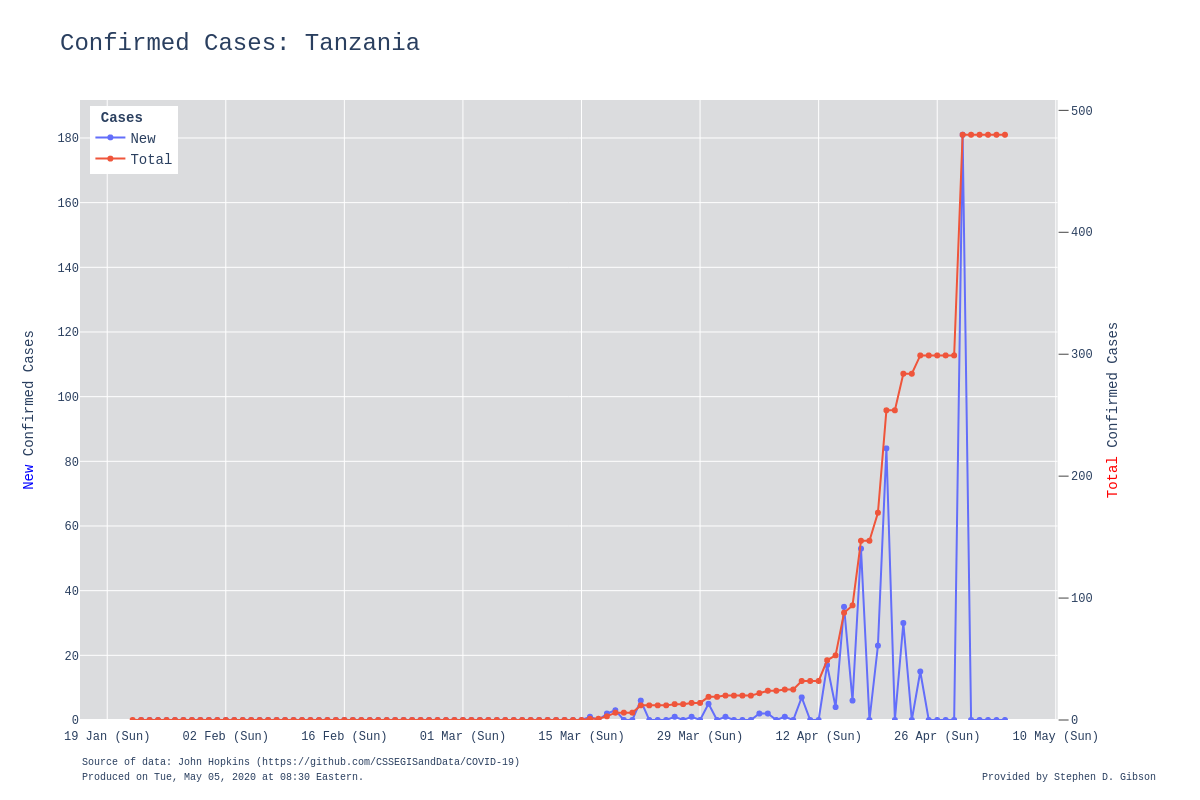 Confirmed Cases: Tanzania
Cases
New
Total
180
160
140
120
100
80
60
40
20
0
500
400
300
200
100
0
New Confirmed Cases
Total Confirmed Cases
19 Jan (Sun) 02 Feb (Sun) 16 Feb (Sun) 01 Mar (Sun) 15 Mar (Sun) 29 Mar (Sun) 12 Apr (Sun) 26 Apr (Sun) 10 May (Sun)
Source of data: John Hopkins (https://github.com/CSSEGISandData/COVID-19)
Produced on Tue, May 05, 2020 at 08:30 Eastern.
Provided by Stephen D. Gibson